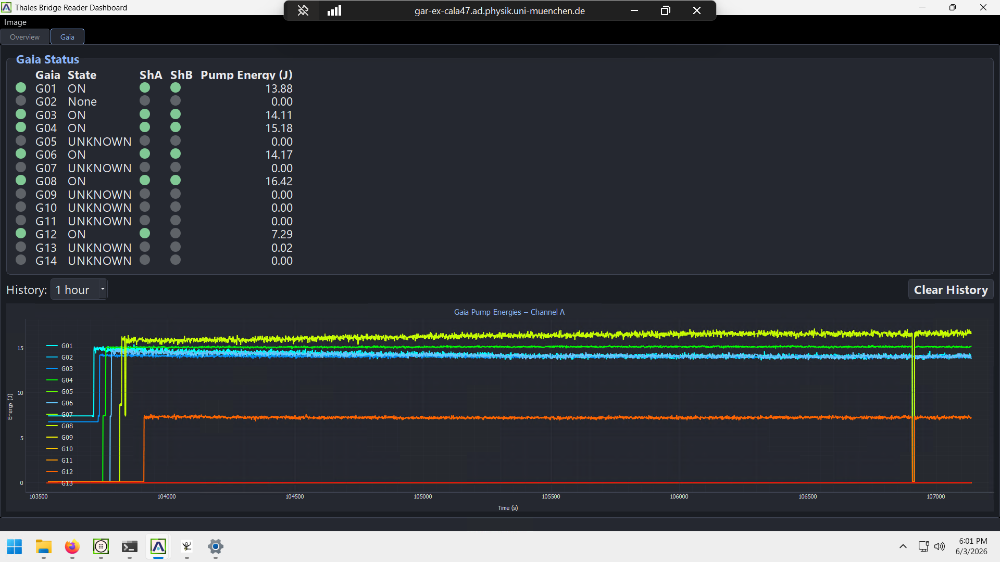 Thales Bridge Reader Dashboard
gar-ex-cala47.ad.physik.uni-muenchen.de
Image
Overview Gaia
Gaia Status
Gaia State ShA ShB Pump Energy (J)
G01 ON 13.88
G02 None 0.00
G03 ON 14.11
G04 ON 15.18
G05 UNKNOWN 0.00
G06 ON 14.17
G07 UNKNOWN 0.00
G08 ON 16.42
G09 UNKNOWN 0.00
G10 UNKNOWN 0.00
G11 UNKNOWN 0.00
G12 ON 7.29
G13 UNKNOWN 0.02
G14 UNKNOWN 0.00
History: 1 hour Clear History
Gaia Pump Energies – Channel A
Energy (J)
15
10
5
0
G01
G02
G03
G04
G05
G06
G07
G08
G09
G10
G11
G12
G13
103500 104000 104500 105000 105500 106000 106500 107000
Time (s)
6:01 PM
6/3/2026